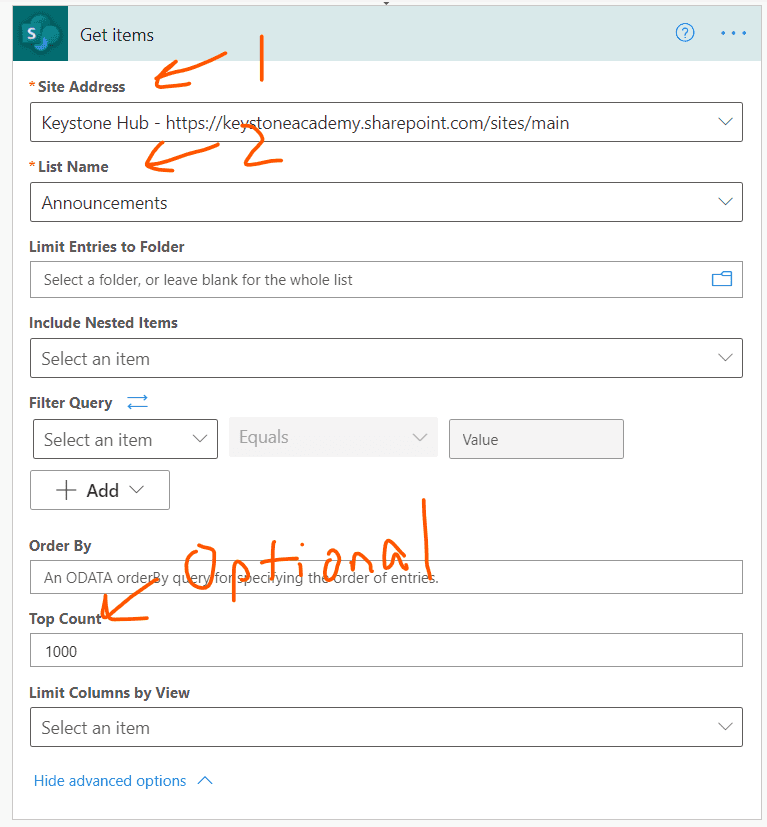 S Get items ?
1
* Site Address
Keystone Hub - https://keystoneacademy.sharepoint.com/sites/main
2
* List Name
Announcements
Limit Entries to Folder
Select a folder, or leave blank for the whole list
Include Nested Items
Select an item
Filter Query
Select an item Equals Value
+ Add
Optional
Order By
An ODATA orderBy query for specifying the order of entries.
Top Count
1000
Limit Columns by View
Select an item
Hide advanced options